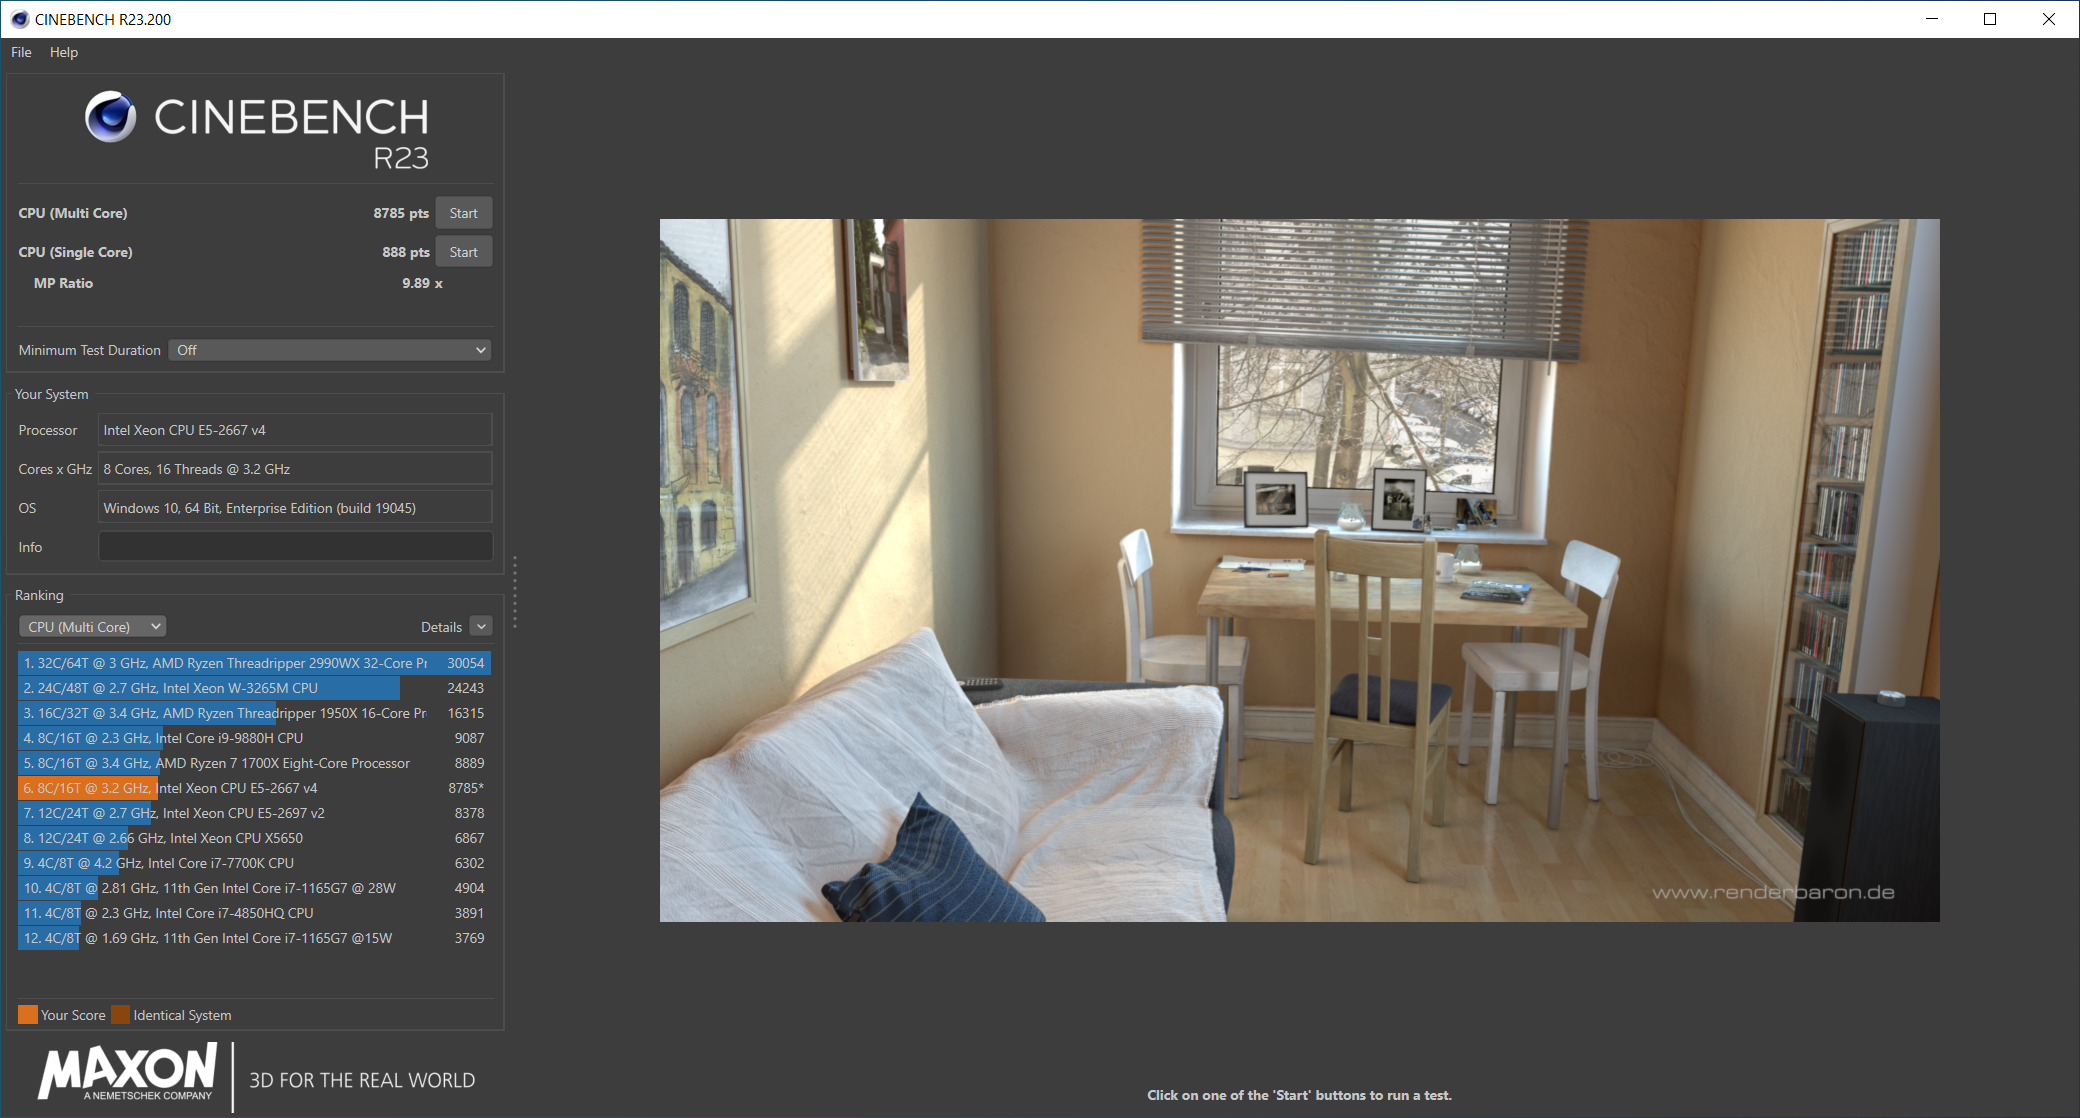 CINEBENCH R23.200
File Help
CINEBENCH
R23
CPU (Multi Core) 8785 pts Start
CPU (Single Core) 888 pts Start
MP Ratio 9.89 x
Minimum Test Duration Off
Your System
Processor Intel Xeon CPU E5-2667 v4
Cores x GHz 8 Cores, 16 Threads @ 3.2 GHz
OS Windows 10, 64 Bit, Enterprise Edition (build 19045)
Info
Ranking
CPU (Multi Core) Details
1. 32C/64T @ 3 GHz, AMD Ryzen Threadripper 2990WX 32-Core Pr 30054
2. 24C/48T @ 2.7 GHz, Intel Xeon W-3265M CPU 24243
3. 16C/32T @ 3.4 GHz, AMD Ryzen Threadripper 1950X 16-Core Pr 16315
4. 8C/16T @ 2.3 GHz, Intel Core i9-9880H CPU 9087
5. 8C/16T @ 3.4 GHz, AMD Ryzen 7 1700X Eight-Core Processor 8889
6. 8C/16T @ 3.2 GHz, Intel Xeon CPU E5-2667 v4 8785*
7. 12C/24T @ 2.7 GHz, Intel Xeon CPU E5-2697 v2 8378
8. 12C/24T @ 2.66 GHz, Intel Xeon CPU X5650 6867
9. 4C/8T @ 4.2 GHz, Intel Core i7-7700K CPU 6302
10. 4C/8T @ 2.81 GHz, 11th Gen Intel Core i7-1165G7 @ 28W 4904
11. 4C/8T @ 2.3 GHz, Intel Core i7-4850HQ CPU 3891
12. 4C/8T @ 1.69 GHz, 11th Gen Intel Core i7-1165G7 @15W 3769
Your Score Identical System
MAXON
A NEMETSCHEK COMPANY
3D FOR THE REAL WORLD
www.renderbaron.de
Click on one of the 'Start' buttons to run a test.